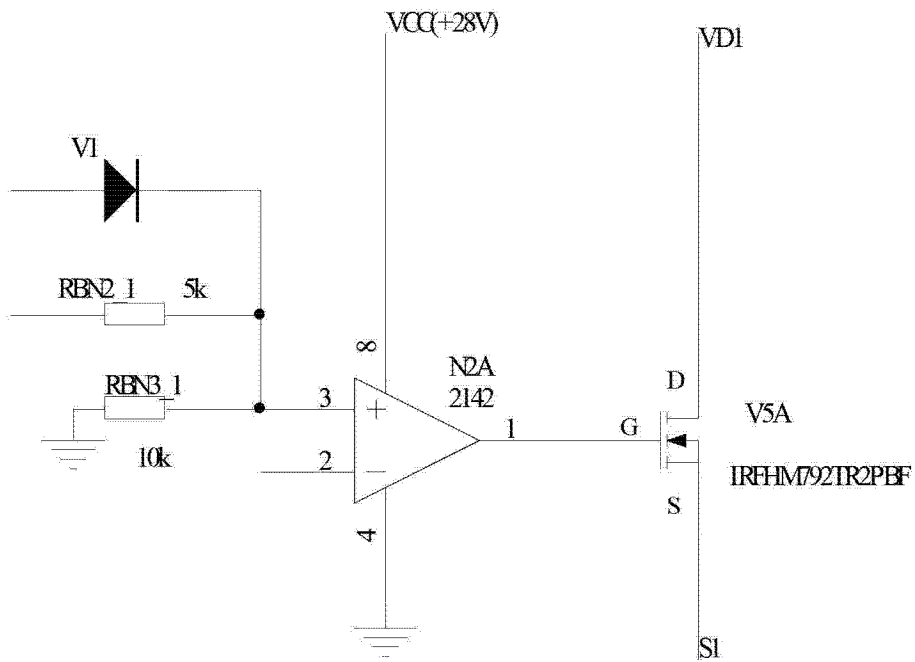 VCC(+28V)
VD1
V1
RBN2_1 5k
8
N2A
2142
RBN3_1
3
+
1
D
G
V5A
10k
2
−
IRFHM792TR2PBF
S
4
S1